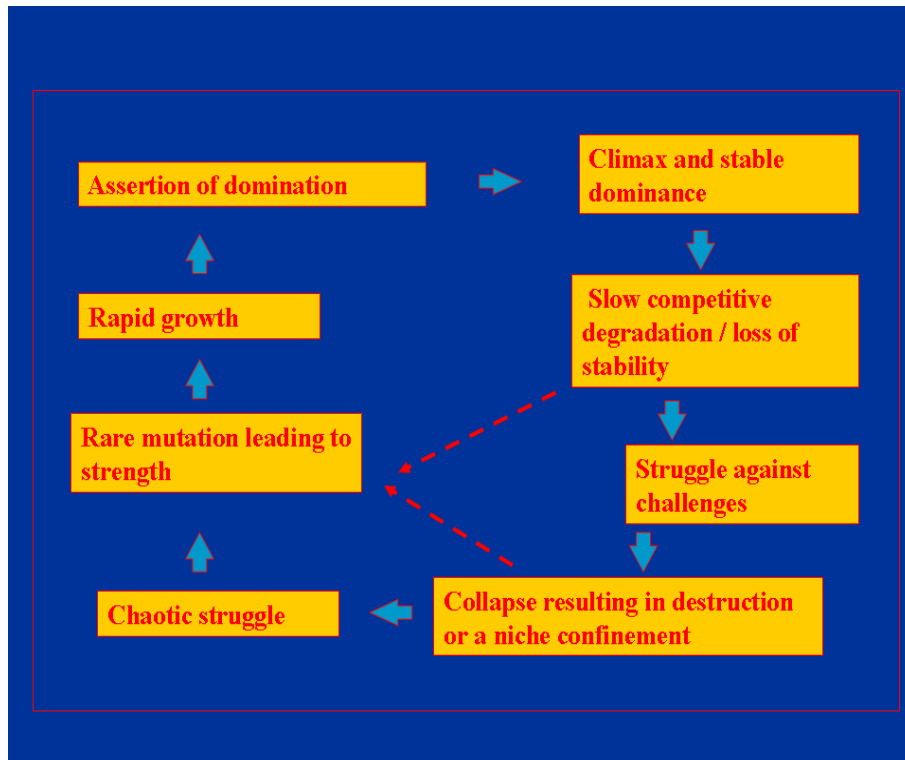 Assertion of domination
Climax and stable
dominance
Slow competitive
degradation / loss of
stability
Struggle against
challenges
Collapse resulting in destruction
or a niche confinement
Chaotic struggle
Rare mutation leading to
strength
Rapid growth